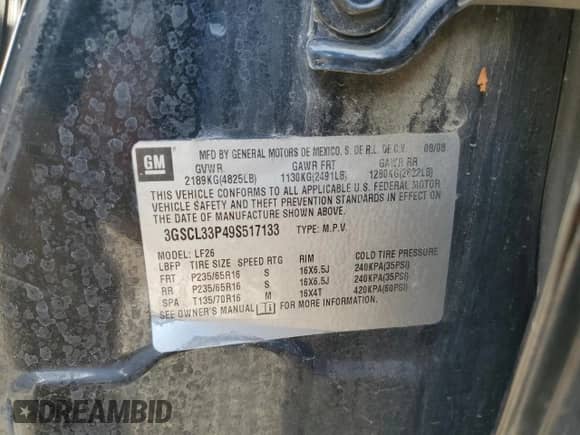 GM
MFD BY GENERAL MOTORS DE MEXICO, S. DE R.L. DE C.V. 09/08
GVWR GAWR FRT GAWR RR
2189KG(4825LB) 1130KG(2491LB) 1280KG(2822LB)
THIS VEHICLE CONFORMS TO ALL APPLICABLE U.S. FEDERAL MOTOR
VEHICLE SAFETY AND THEFT PREVENTION STANDARDS IN EFFECT ON
THE DATE OF MANUFACTURE SHOWN ABOVE.
3GSCL33P49S517133 TYPE: M.P.V.
MODEL: LF26
LBFP TIRE SIZE SPEED RTG RIM COLD TIRE PRESSURE
FRT P235/65R16 S 16X6.5J 240KPA(35PSI)
RR P235/65R16 S 16X6.5J 240KPA(35PSI)
SPA T135/70R16 M 16X4T 420KPA(60PSI)
SEE OWNER'S MANUAL i FOR MORE INFORMATION.
DREAMBID